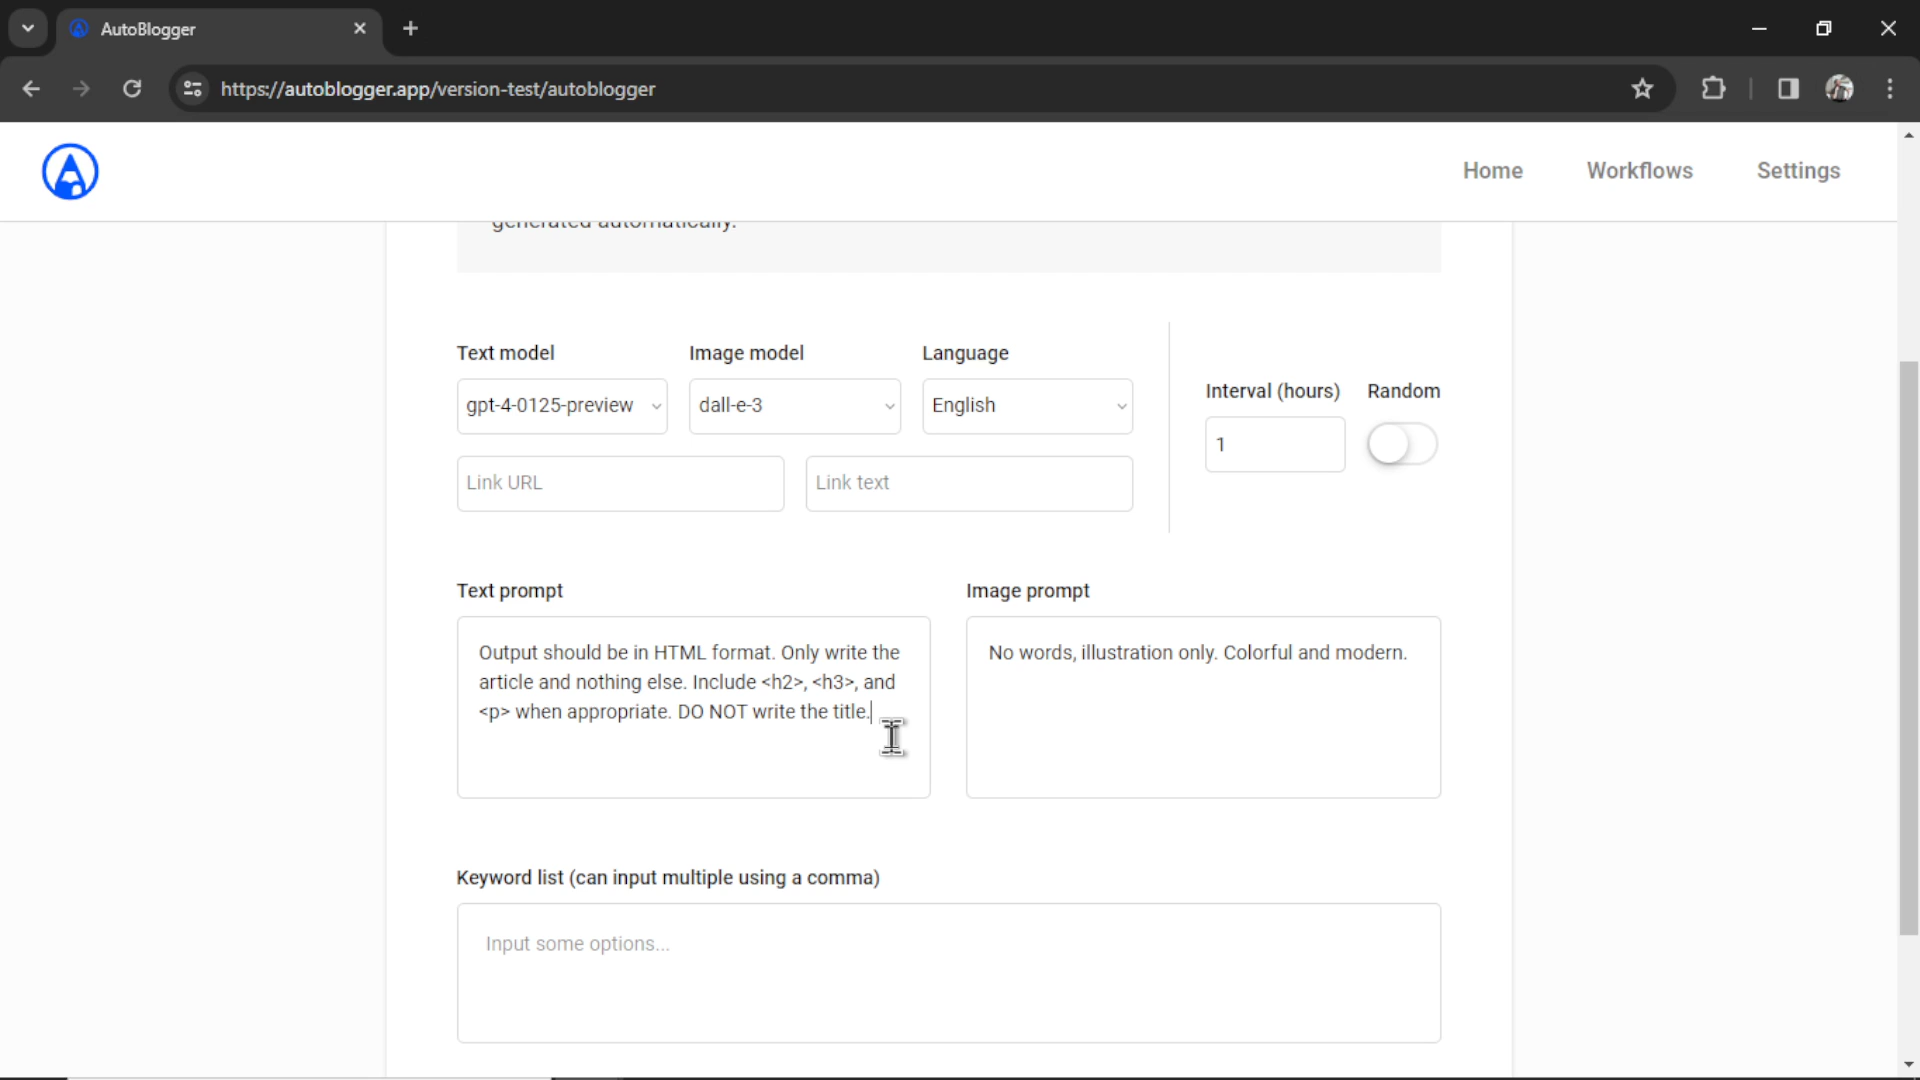 AutoBlogger
https://autoblogger.app/version-test/autoblogger
Home Workflows Settings
generated automatically.
Text model Image model Language
Interval (hours) Random
gpt-4-0125-preview dall-e-3 English
1
Link URL Link text
Text prompt Image prompt
Output should be in HTML format. Only write the
article and nothing else. Include <h2>, <h3>, and
<p> when appropriate. DO NOT write the title.
No words, illustration only. Colorful and modern.
Keyword list (can input multiple using a comma)
Input some options...